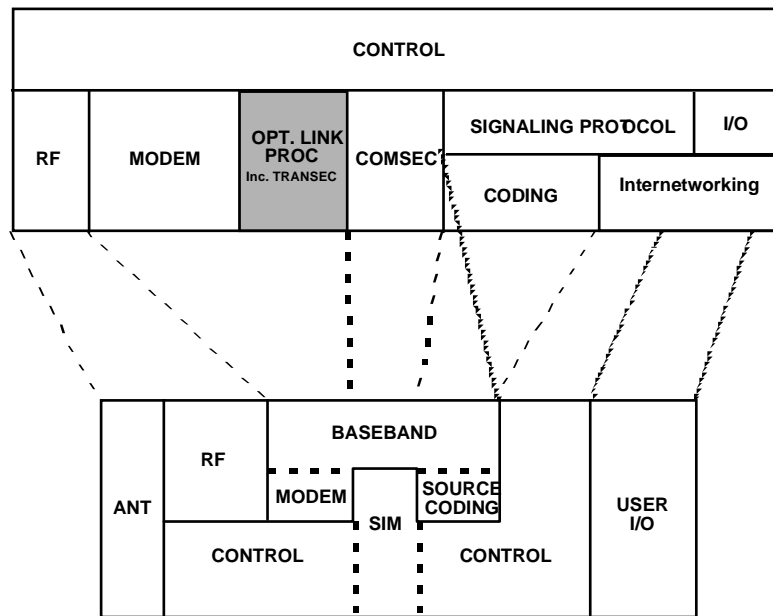 CONTROL
RF
MODEM
OPT. LINK
PROC
Inc. TRANSEC
COMSEC
SIGNALING PROTOCOL
I/O
CODING
Internetworking
ANT
RF
BASEBAND
MODEM
SIM
SOURCE
CODING
CONTROL
CONTROL
USER
I/O